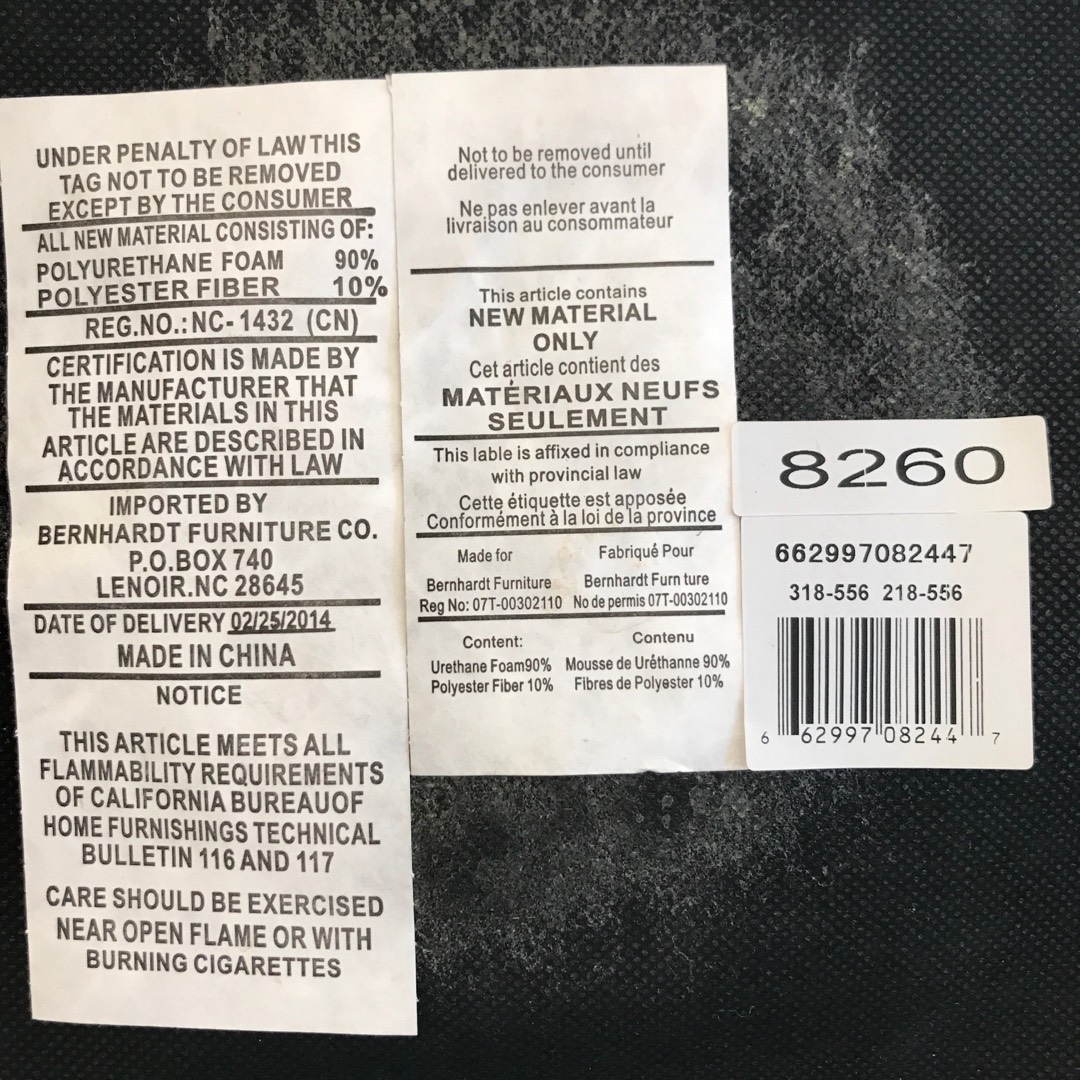 UNDER PENALTY OF LAW THIS
TAG NOT TO BE REMOVED
EXCEPT BY THE CONSUMER
ALL NEW MATERIAL CONSISTING OF:
POLYURETHANE FOAM 90%
POLYESTER FIBER 10%
REG.NO.: NC- 1432 (CN)
CERTIFICATION IS MADE BY
THE MANUFACTURER THAT
THE MATERIALS IN THIS
ARTICLE ARE DESCRIBED IN
ACCORDANCE WITH LAW
IMPORTED BY
BERNHARDT FURNITURE CO.
P.O.BOX 740
LENOIR.NC 28645
DATE OF DELIVERY 02/25/2014
MADE IN CHINA
NOTICE
THIS ARTICLE MEETS ALL
FLAMMABILITY REQUIREMENTS
OF CALIFORNIA BUREAUOF
HOME FURNISHINGS TECHNICAL
BULLETIN 116 AND 117
CARE SHOULD BE EXERCISED
NEAR OPEN FLAME OR WITH
BURNING CIGARETTES
Not to be removed until
delivered to the consumer
Ne pas enlever avant la
livraison au consommateur
This article contains
NEW MATERIAL
ONLY
Cet article contient des
MATÉRIAUX NEUFS
SEULEMENT
This lable is affixed in compliance
with provincial law
Cette étiquette est apposée
Conformément à la loi de la province
Made for Fabriqué Pour
Bernhardt Furniture Bernhardt Furn ture
Reg No: 07T-00302110 No de permis 07T-00302110
Content: Contenu
Urethane Foam90% Mousse de Uréthanne 90%
Polyester Fiber 10% Fibres de Polyester 10%
8260
662997082447
318-556 218-556
6 62997 08244 7